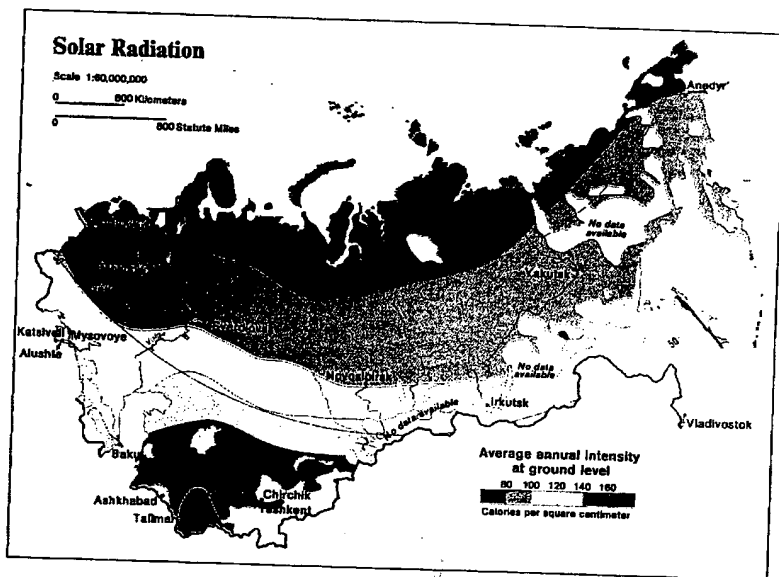 Solar Radiation
Scale 1:60,000,000
0 800 Kilometers
0 800 Statute Miles
Anadyr'
No data
available
Yakutsk
Katsiveli Mysovoye
Alushta
Novosibirsk
No data
available
No data available
Irkutsk
Vladivostok
Baku
Ashkhabad
Chirchik
Tashkent
Average annual intensity
at ground level
80 100 120 140 160
Calories per square centimeter